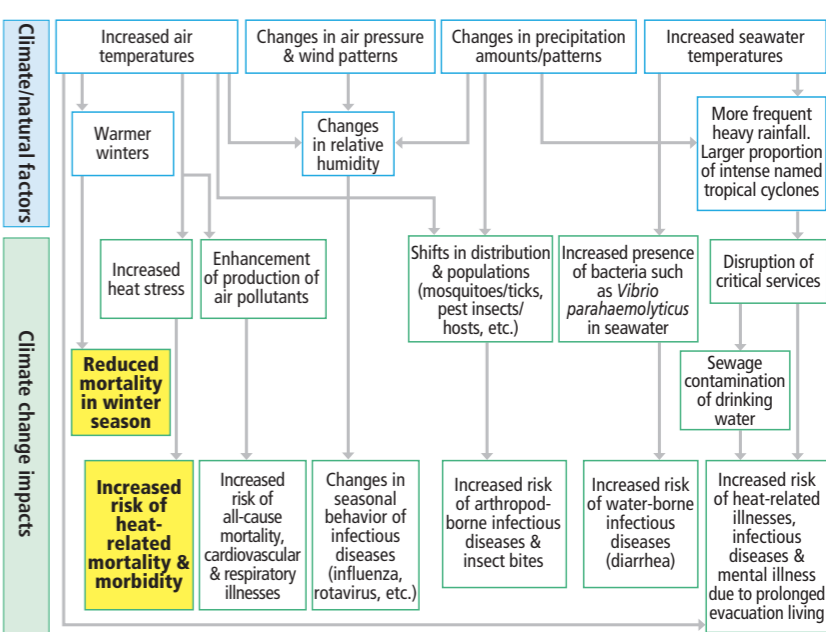 Climate/natural factors
Increased air
temperatures
Changes in air pressure
& wind patterns
Changes in precipitation
amounts/patterns
Increased seawater
temperatures
Warmer
winters
Changes
in relative
humidity
More frequent
heavy rainfall.
Larger proportion
of intense named
tropical cyclones
Climate change impacts
Increased
heat stress
Enhancement
of production of
air pollutants
Shifts in distribution
& populations
(mosquitoes/ticks,
pest insects/
hosts, etc.)
Increased presence
of bacteria such
as Vibrio
parahaemolyticus
in seawater
Disruption of
critical services
Reduced
mortality
in winter
season
Sewage
contamination
of drinking
water
Increased
risk of
heat-
related
mortality &
morbidity
Increased
risk of
all-cause
mortality,
cardiovascular
& respiratory
illnesses
Changes in
seasonal
behavior of
infectious
diseases
(influenza,
rotavirus, etc.)
Increased risk
of arthropod-
borne infectious
diseases &
insect bites
Increased risk
of water-borne
infectious
diseases
(diarrhea)
Increased risk
of heat-related
illnesses,
infectious
diseases &
mental illness
due to prolonged
evacuation living